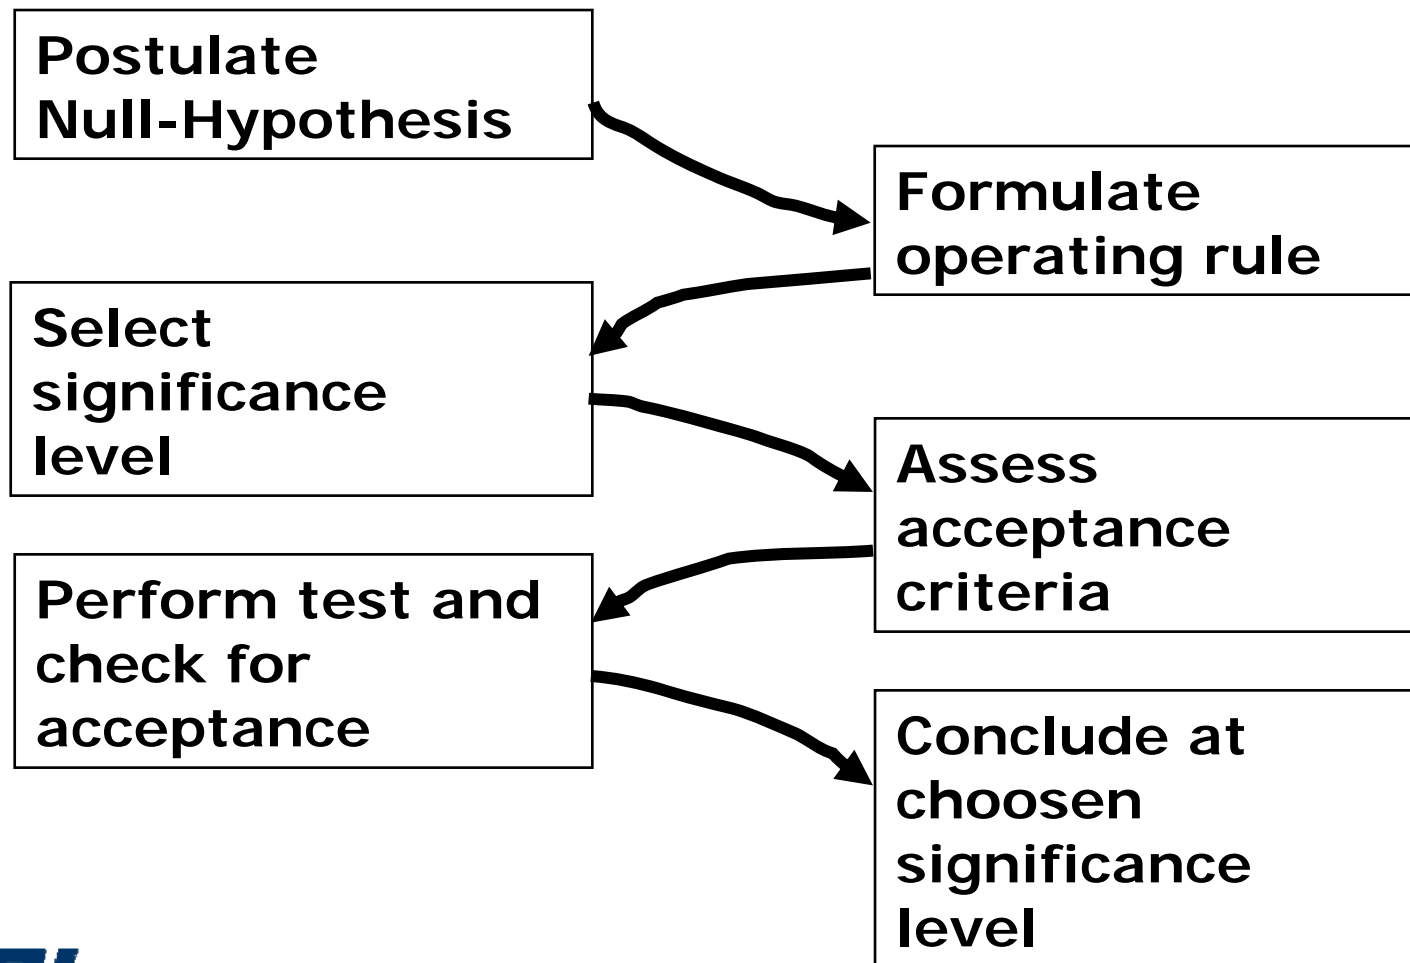 Postulate
Null-Hypothesis
Formulate
operating rule
Select
significance
level
Assess
acceptance
criteria
Perform test and
check for
acceptance
Conclude at
choosen
significance
level